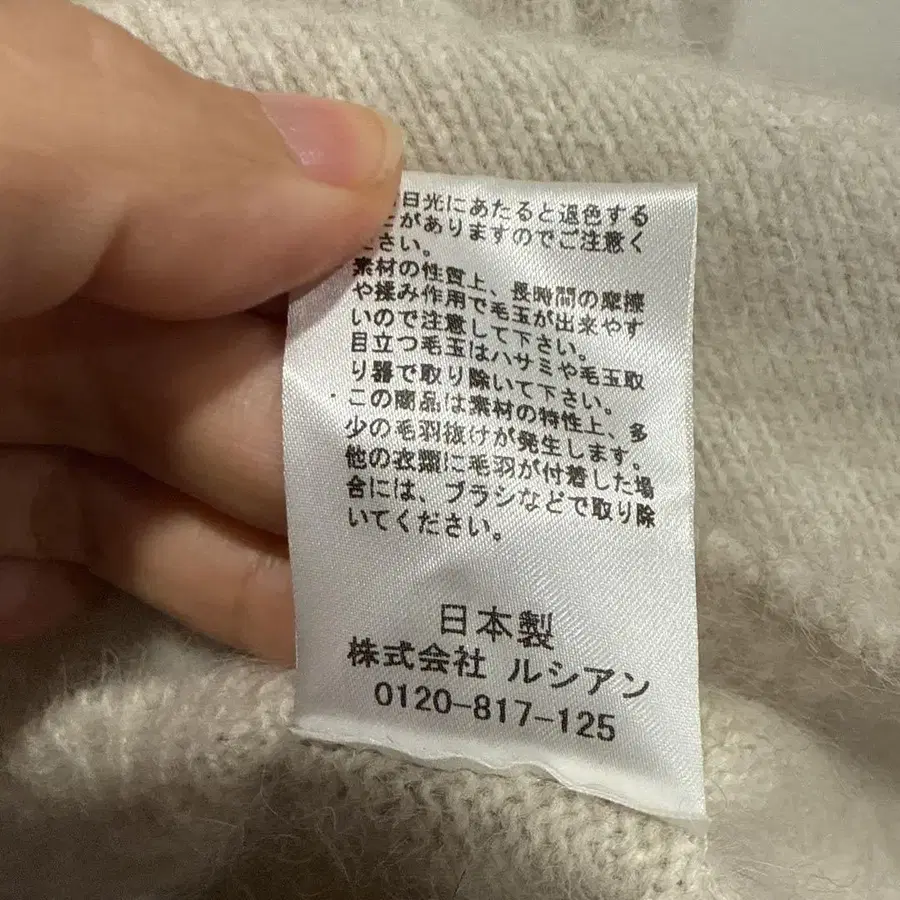 日光にあたると退色する
とがありますのでご注意く
ださい。
素材の性質上、長時間の摩擦
や揉み作用で毛玉が出来やす
いので注意して下さい。
目立つ毛玉はハサミや毛玉取
り器で取り除いて下さい。
この商品は素材の特性上、多
少の毛羽抜けが発生します。
他の衣類に毛羽が付着した場
合には、ブラシなどで取り除
いてください。
日本製
株式会社 ルシアン
0120-817-125